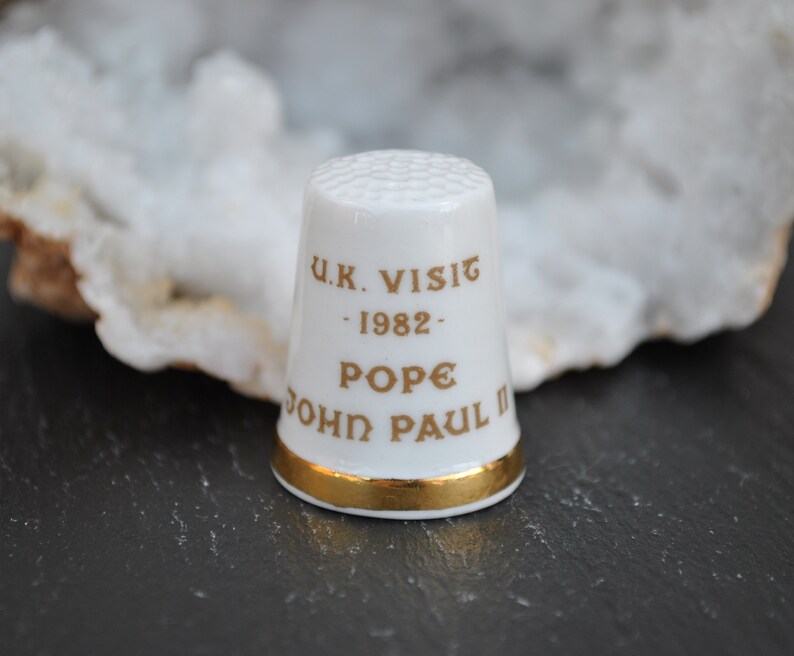 U.K. VISIT
- 1982 -
POPE
JOHN PAUL II